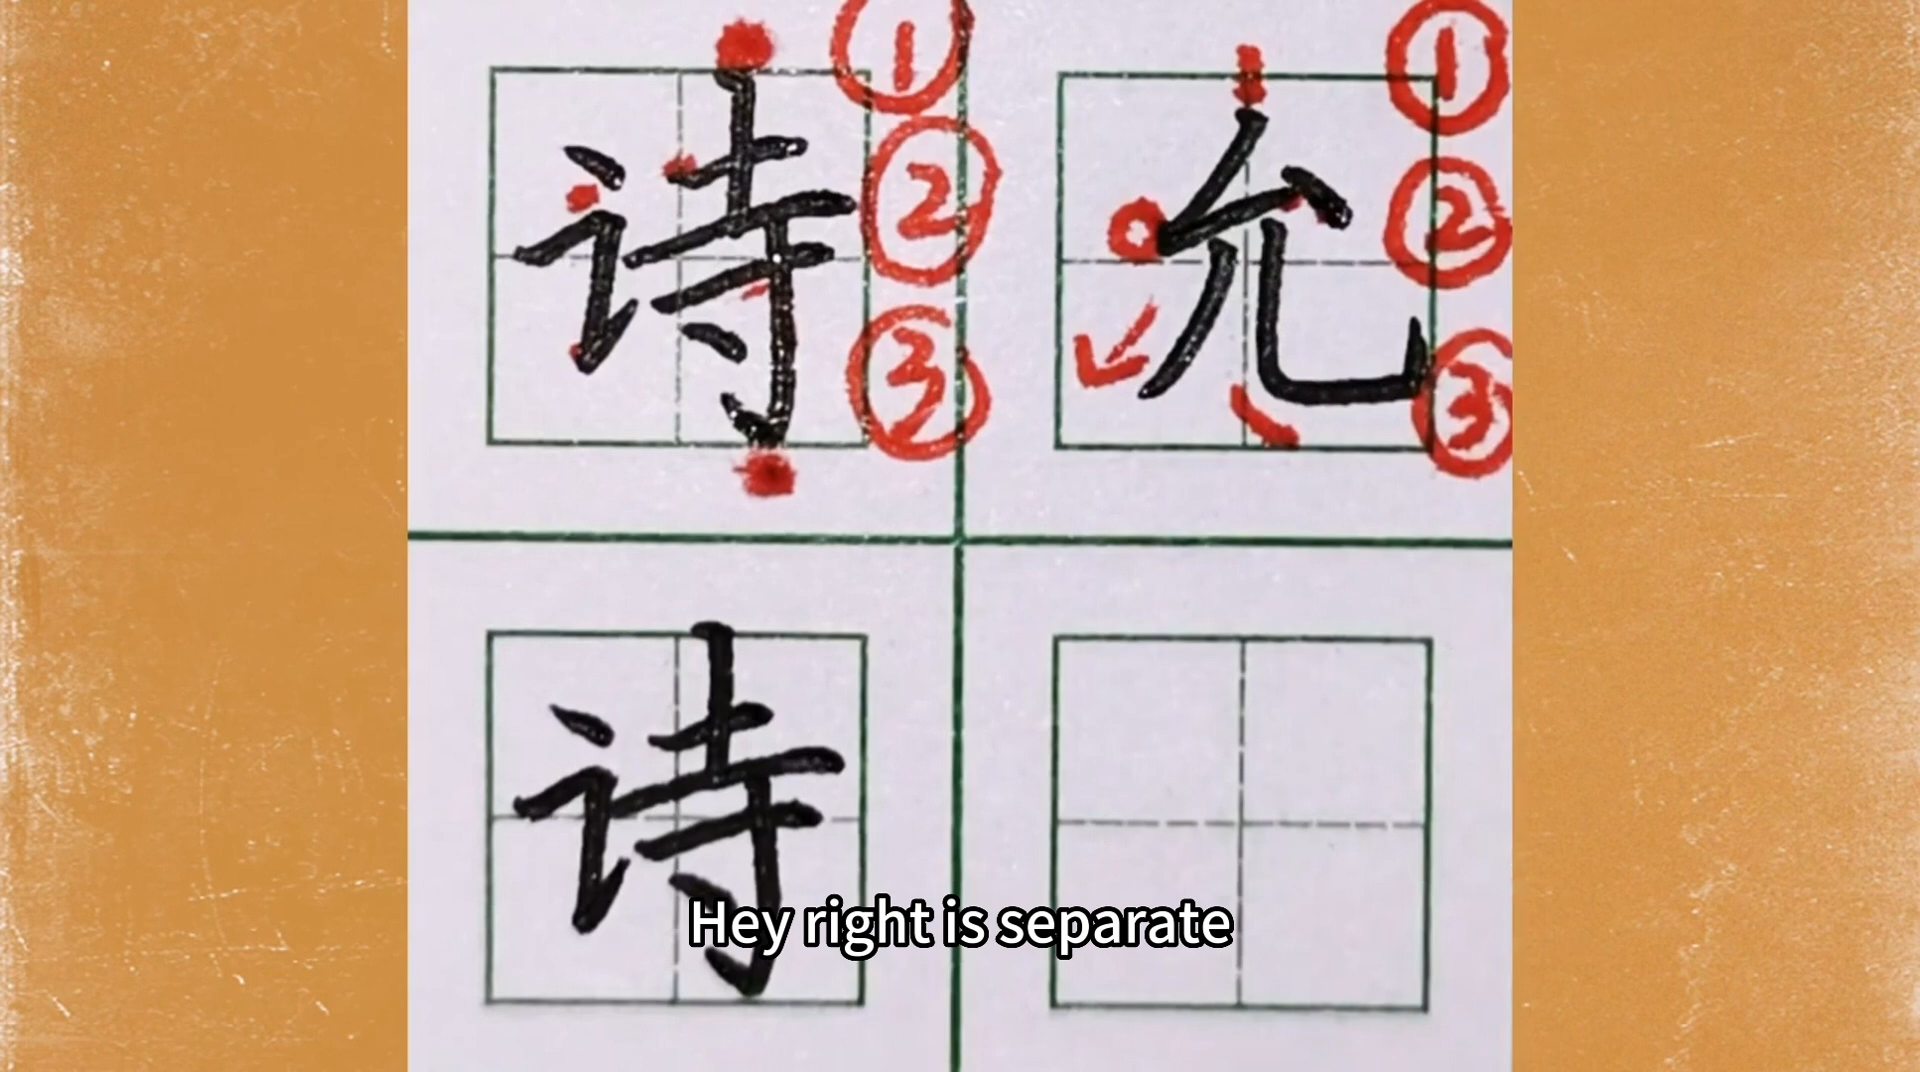 诗 ① ② ③ 允 ① ② ③
诗
Hey right is separate